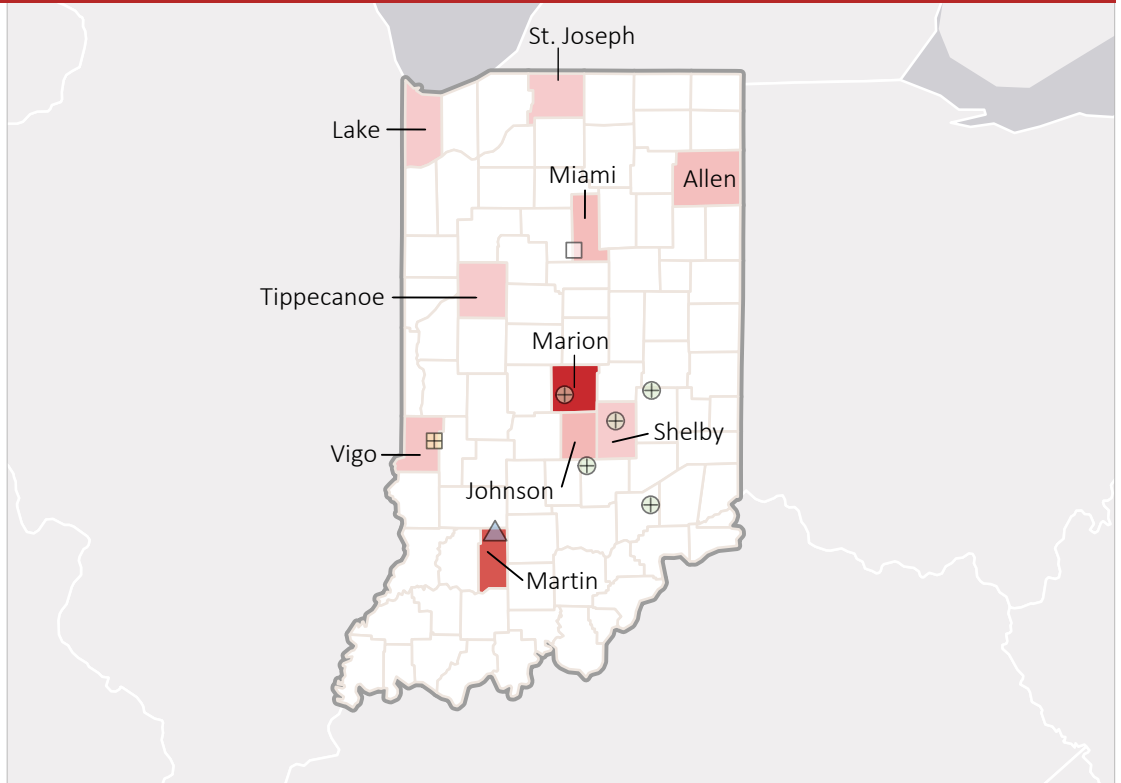 St. Joseph
Lake
Miami
Allen
Tippecanoe
Marion
Shelby
Vigo
Johnson
Martin